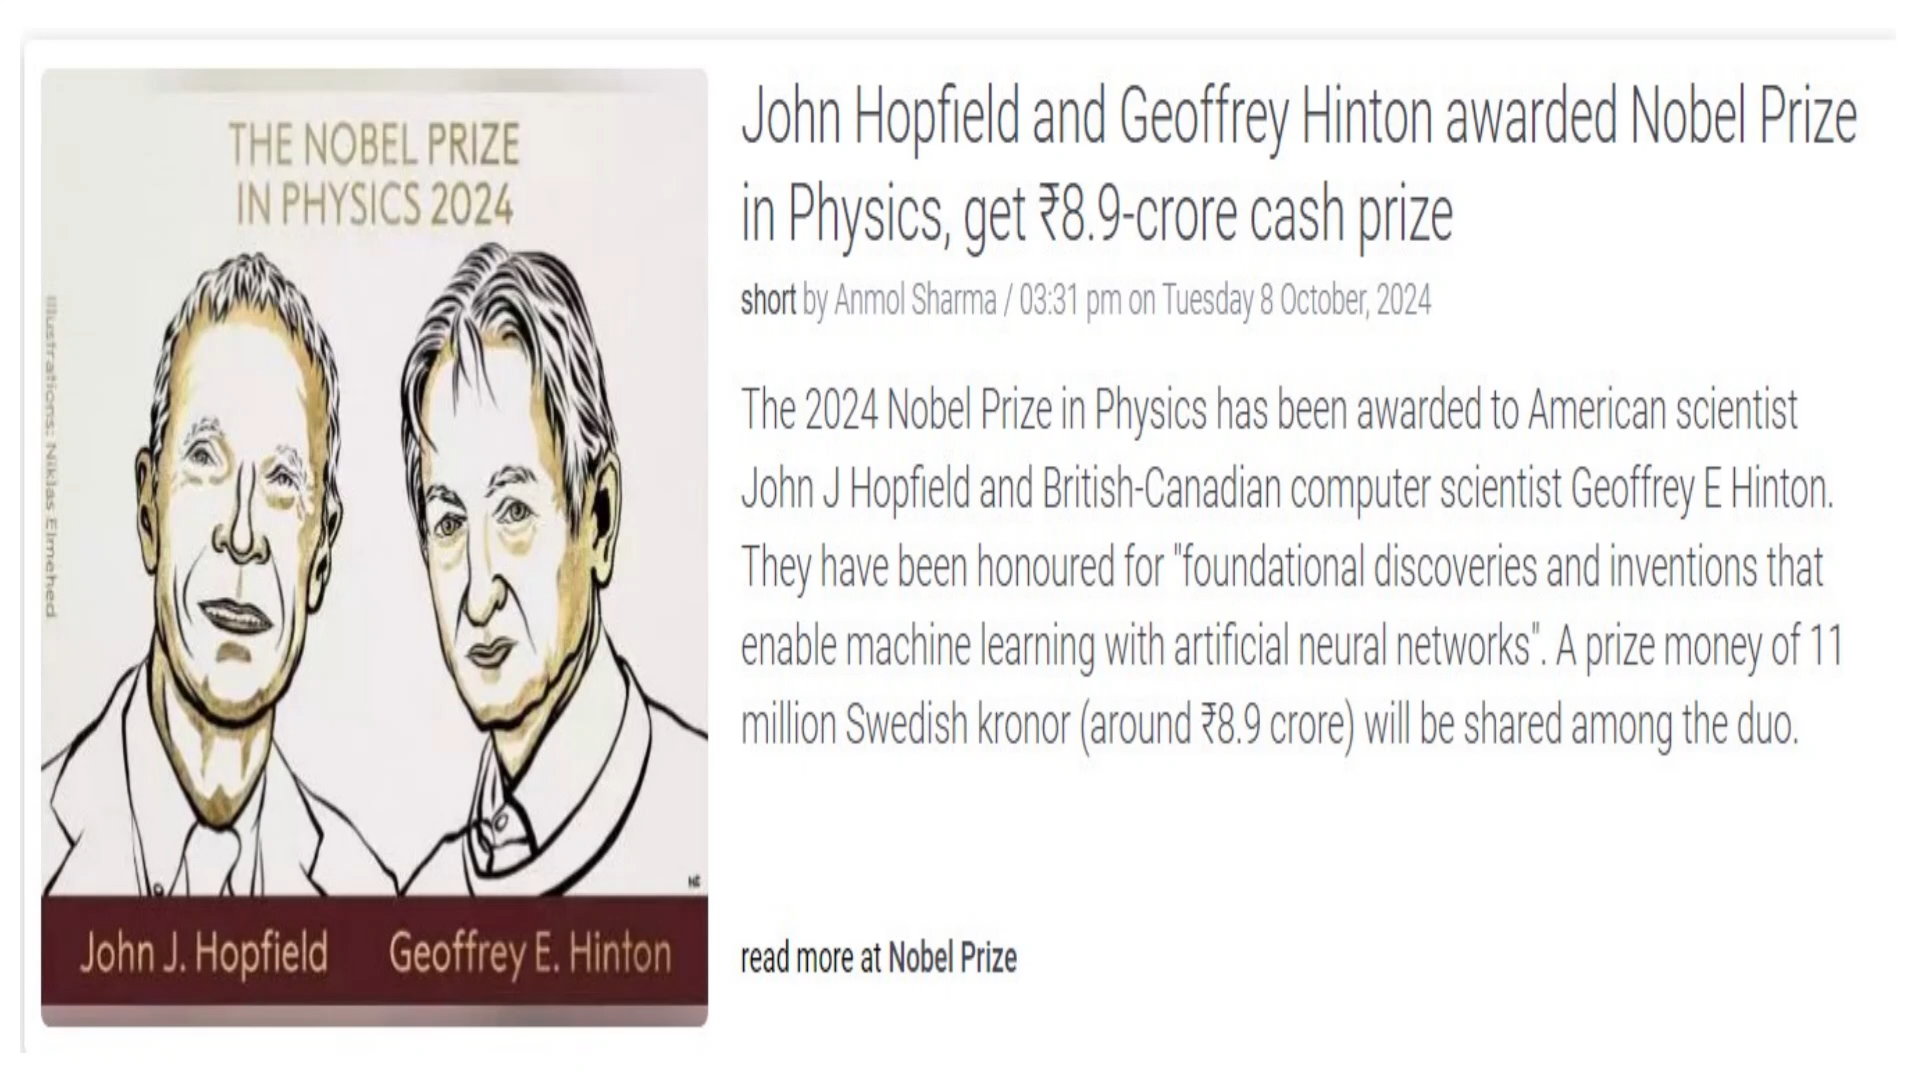 THE NOBEL PRIZE
IN PHYSICS 2024
Illustrations: Niklas Elmehed
John J. Hopfield
Geoffrey E. Hinton
John Hopfield and Geoffrey Hinton awarded Nobel Prize
in Physics, get ₹8.9-crore cash prize
short by Anmol Sharma / 03:31 pm on Tuesday 8 October, 2024
The 2024 Nobel Prize in Physics has been awarded to American scientist
John J Hopfield and British-Canadian computer scientist Geoffrey E Hinton.
They have been honoured for "foundational discoveries and inventions that
enable machine learning with artificial neural networks". A prize money of 11
million Swedish kronor (around ₹8.9 crore) will be shared among the duo.
read more at Nobel Prize